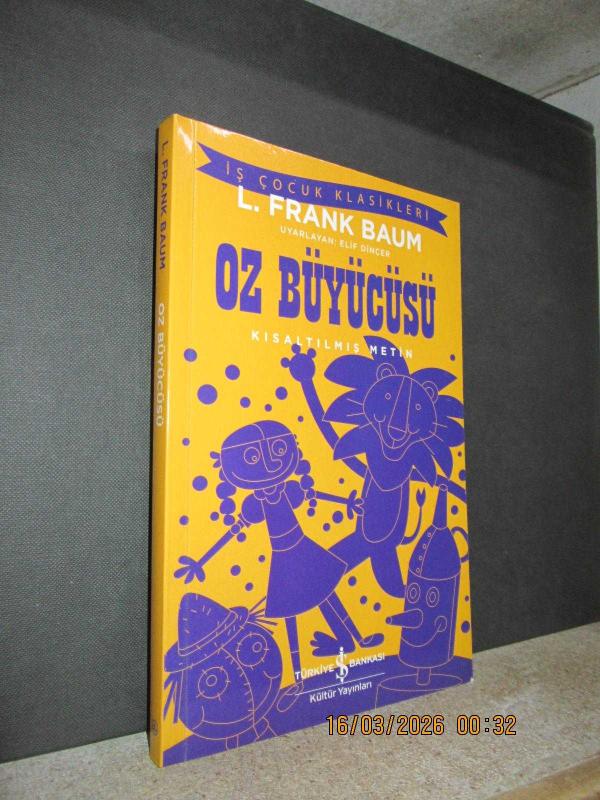 İŞ ÇOCUK KLASİKLERİ
L. FRANK BAUM
UYARLAYAN: ELİF DİNÇER
OZ BÜYÜCÜSÜ
KISALTILMIŞ METİN
TÜRKİYE İŞ BANKASI
Kültür Yayınları
L. FRANK BAUM OZ BÜYÜCÜSÜ
16/03/2026 00:32